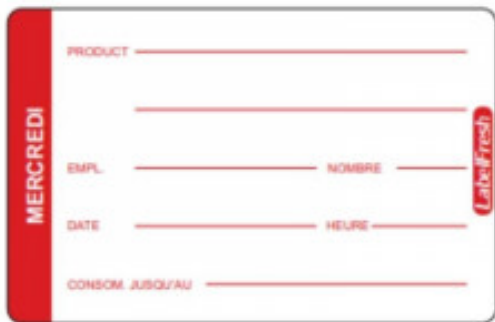 MERCREDI
PRODUCT
EMPL. NOMBRE
DATE HEURE
CONSOM. JUSQU'AU
LabelFresh